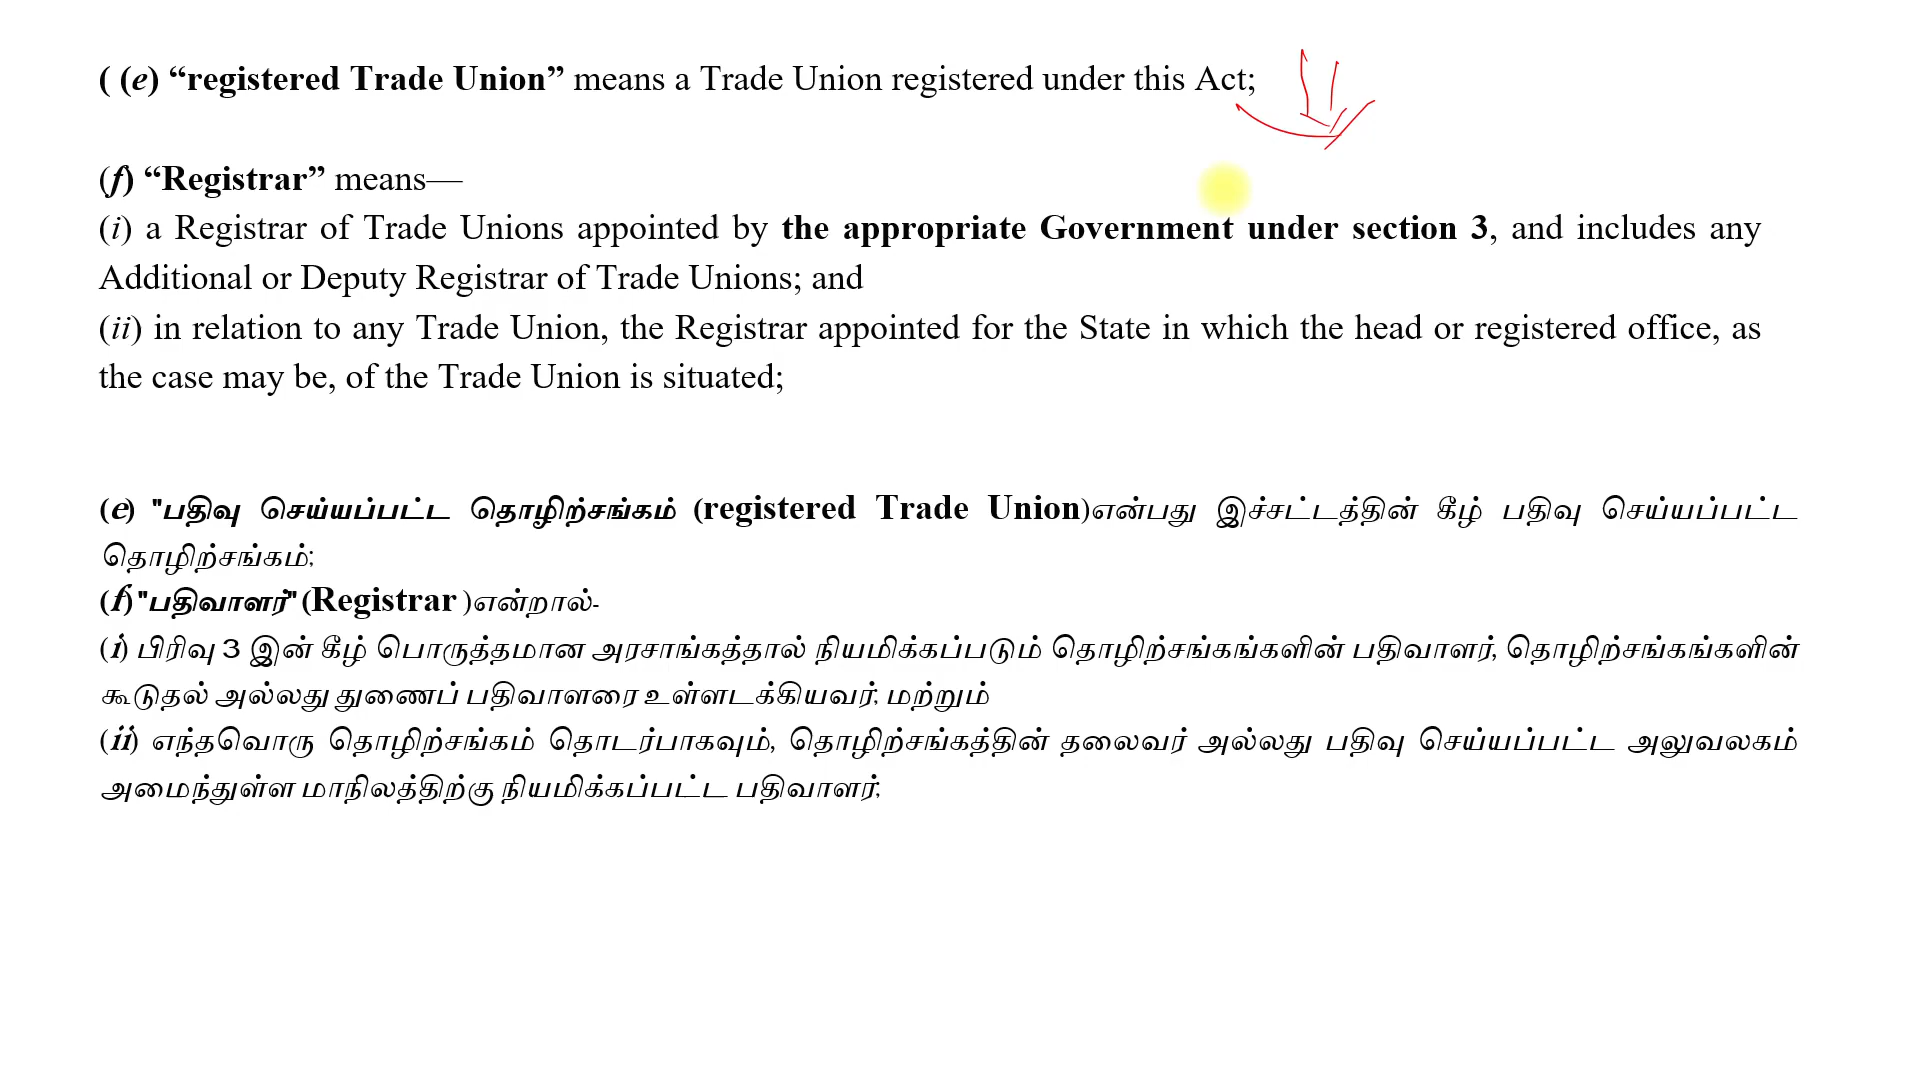 ( (e) “registered Trade Union” means a Trade Union registered under this Act;
(f) “Registrar” means—
(i) a Registrar of Trade Unions appointed by the appropriate Government under section 3, and includes any
Additional or Deputy Registrar of Trade Unions; and
(ii) in relation to any Trade Union, the Registrar appointed for the State in which the head or registered office, as
the case may be, of the Trade Union is situated;
(e) "பதிவு செய்யப்பட்ட தொழிற்சங்கம் (registered Trade Union)என்பது இச்சட்டத்தின் கீழ் பதிவு செய்யப்பட்ட
தொழிற்சங்கம்;
(f) "பதிவாளர்" (Registrar )என்றால்-
(i) பிரிவு 3 இன் கீழ் பொருத்தமான அரசாங்கத்தால் நியமிக்கப்படும் தொழிற்சங்கங்களின் பதிவாளர், தொழிற்சங்கங்களின்
கூடுதல் அல்லது துணைப் பதிவாளரை உள்ளடக்கியவர்; மற்றும்
(ii) எந்தவொரு தொழிற்சங்கம் தொடர்பாகவும், தொழிற்சங்கத்தின் தலைவர் அல்லது பதிவு செய்யப்பட்ட அலுவலகம்
அமைந்துள்ள மாநிலத்திற்கு நியமிக்கப்பட்ட பதிவாளர்;